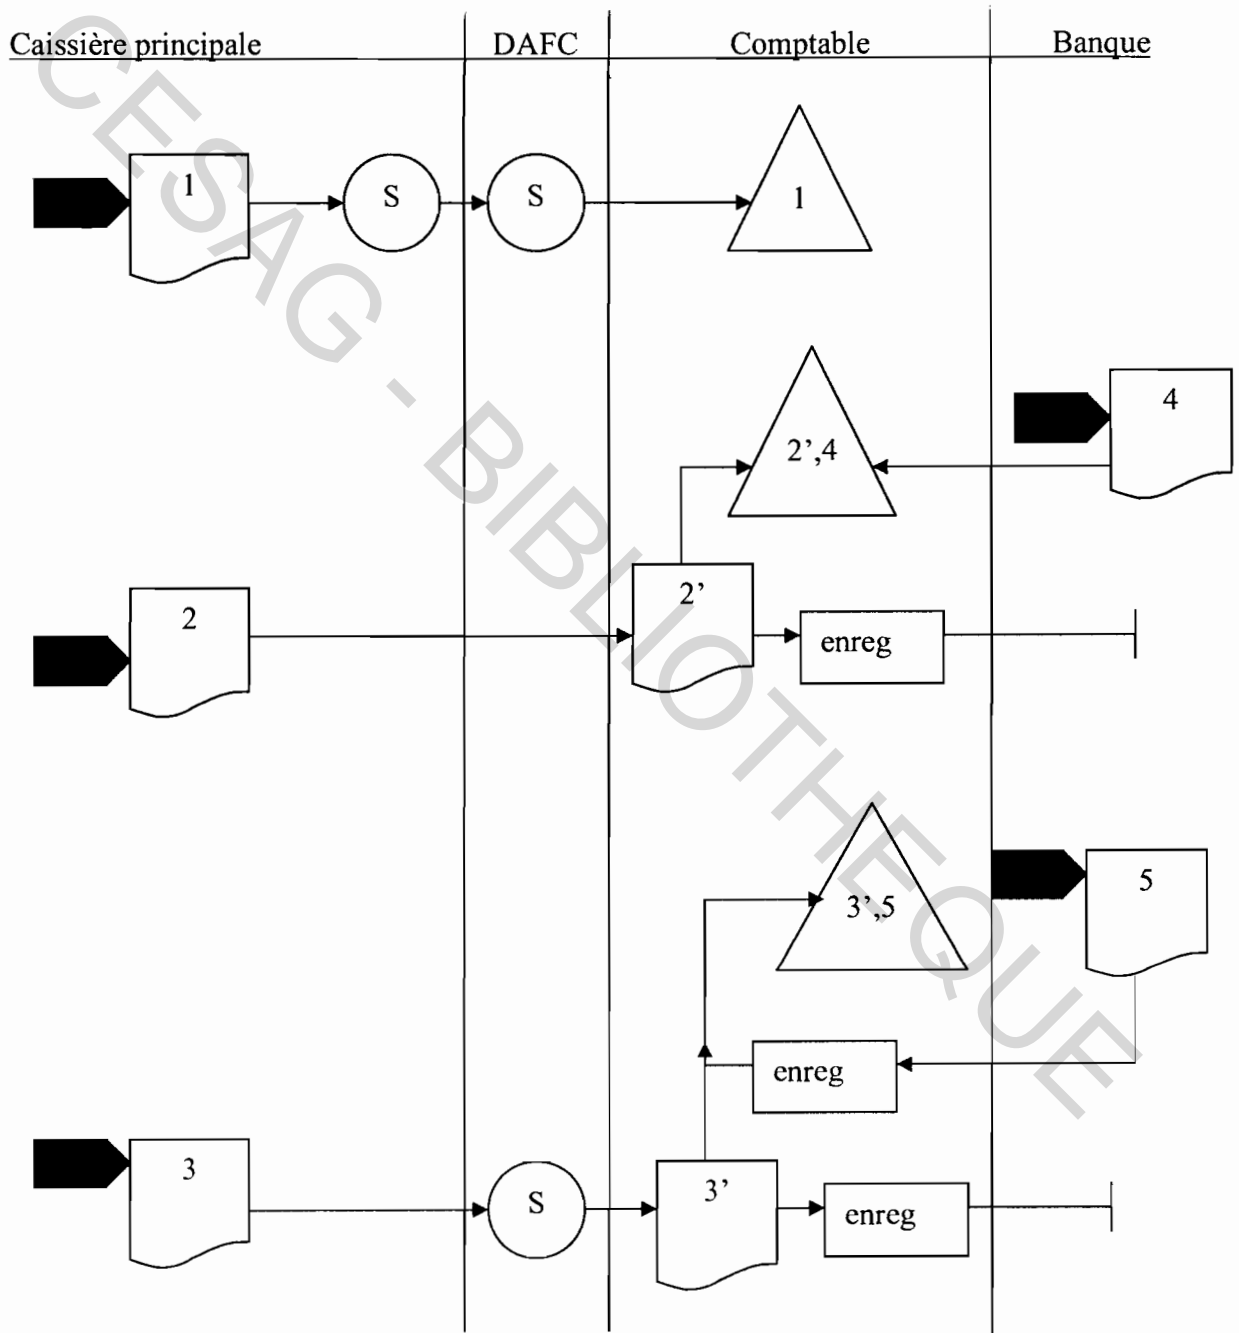 Caissière principale DAFC Comptable Banque
1 S S 1
4
2',4
2 2' enreg
5
3',5
enreg
3 S 3' enreg
CESAG - BIBLIOTHEQUE